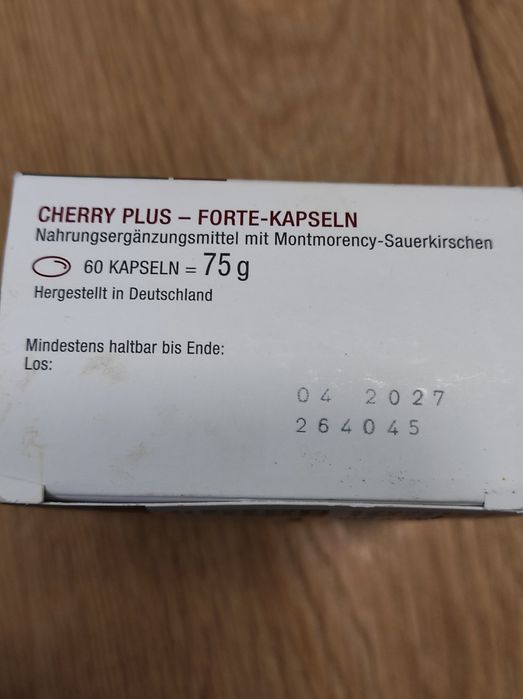 CHERRY PLUS – FORTE-KAPSELN
Nahrungsergänzungsmittel mit Montmorency-Sauerkirschen
60 KAPSELN = 75 g
Hergestellt in Deutschland
Mindestens haltbar bis Ende:
Los:
04 2027
264045